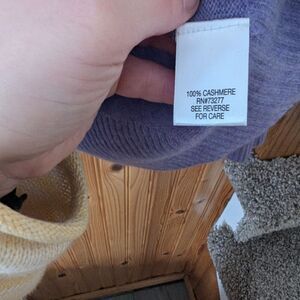 100% CASHMERE
RN#73277
SEE REVERSE
FOR CARE